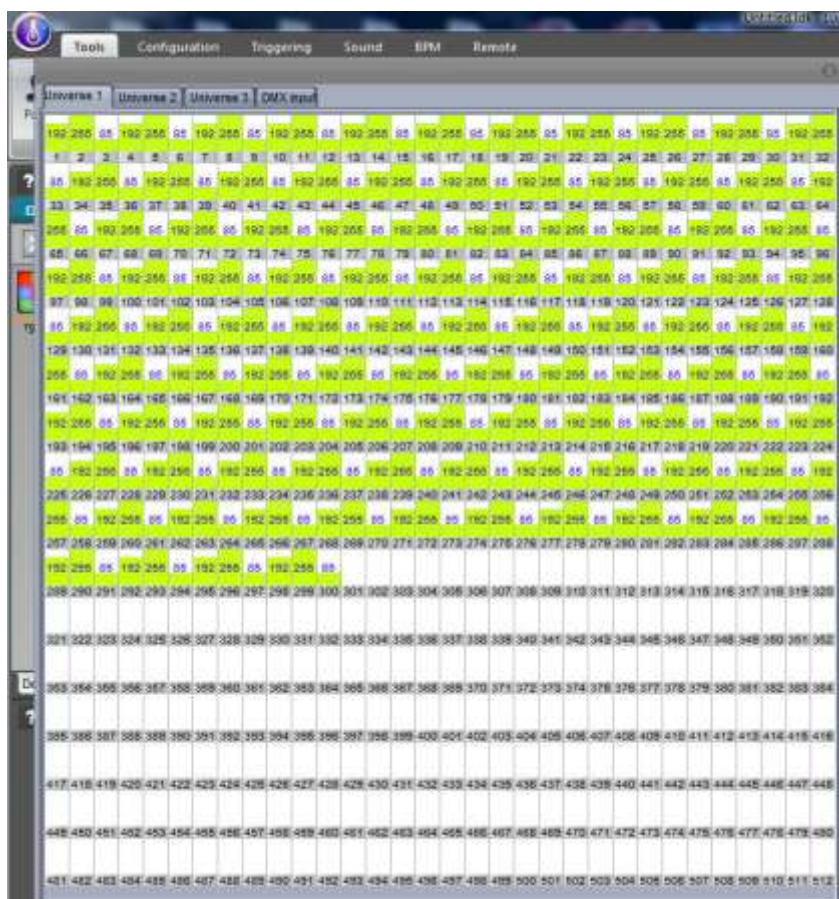 Tools Configuration Triggering Sound BPM Remote
Universe 1 Universe 2 Universe 3 DMX input
192 255 85 192 255 85 192 255 85 192 255 85 192 255 85 192 255 85 192 255 85 192 255 85 192 255 85 192 255 85 192 255
1 2 3 4 5 6 7 8 9 10 11 12 13 14 15 16 17 18 19 20 21 22 23 24 25 26 27 28 29 30 31 32
85 192 255 85 192 255 85 192 255 85 192 255 85 192 255 85 192 255 85 192 255 85 192 255 85 192 255 85 192 255 85 192
33 34 35 36 37 38 39 40 41 42 43 44 45 46 47 48 49 50 51 52 53 54 55 56 57 58 59 60 61 62 63 64
255 85 192 255 85 192 255 85 192 255 85 192 255 85 192 255 85 192 255 85 192 255 85 192 255 85 192 255 85 192 255 85
65 66 67 68 69 70 71 72 73 74 75 76 77 78 79 80 81 82 83 84 85 86 87 88 89 90 91 92 93 94 95 96
192 255 85 192 255 85 192 255 85 192 255 85 192 255 85 192 255 85 192 255 85 192 255 85 192 255 85 192 255 85 192 255
97 98 99 100 101 102 103 104 105 106 107 108 109 110 111 112 113 114 115 116 117 118 119 120 121 122 123 124 125 126 127 128
85 192 255 85 192 255 85 192 255 85 192 255 85 192 255 85 192 255 85 192 255 85 192 255 85 192 255 85 192 255 85 192
129 130 131 132 133 134 135 136 137 138 139 140 141 142 143 144 145 146 147 148 149 150 151 152 153 154 155 156 157 158 159 160
255 85 192 255 85 192 255 85 192 255 85 192 255 85 192 255 85 192 255 85 192 255 85 192 255 85 192 255 85 192 255 85
161 162 163 164 165 166 167 168 169 170 171 172 173 174 175 176 177 178 179 180 181 182 183 184 185 186 187 188 189 190 191 192
192 255 85 192 255 85 192 255 85 192 255 85 192 255 85 192 255 85 192 255 85 192 255 85 192 255 85 192 255 85 192 255
193 194 195 196 197 198 199 200 201 202 203 204 205 206 207 208 209 210 211 212 213 214 215 216 217 218 219 220 221 222 223 224
85 192 255 85 192 255 85 192 255 85 192 255 85 192 255 85 192 255 85 192 255 85 192 255 85 192 255 85 192 255 85 192
225 226 227 228 229 230 231 232 233 234 235 236 237 238 239 240 241 242 243 244 245 246 247 248 249 250 251 252 253 254 255 256
255 85 192 255 85 192 255 85 192 255 85 192 255 85 192 255 85 192 255 85 192 255 85 192 255 85 192 255 85 192 255 85
257 258 259 260 261 262 263 264 265 266 267 268 269 270 271 272 273 274 275 276 277 278 279 280 281 282 283 284 285 286 287 288
192 255 85 192 255 85 192 255 85 192 255 85
289 290 291 292 293 294 295 296 297 298 299 300 301 302 303 304 305 306 307 308 309 310 311 312 313 314 315 316 317 318 319 320
321 322 323 324 325 326 327 328 329 330 331 332 333 334 335 336 337 338 339 340 341 342 343 344 345 346 347 348 349 350 351 352
353 354 355 356 357 358 359 360 361 362 363 364 365 366 367 368 369 370 371 372 373 374 375 376 377 378 379 380 381 382 383 384
385 386 387 388 389 390 391 392 393 394 395 396 397 398 399 400 401 402 403 404 405 406 407 408 409 410 411 412 413 414 415 416
417 418 419 420 421 422 423 424 425 426 427 428 429 430 431 432 433 434 435 436 437 438 439 440 441 442 443 444 445 446 447 448
449 450 451 452 453 454 455 456 457 458 459 460 461 462 463 464 465 466 467 468 469 470 471 472 473 474 475 476 477 478 479 480
481 482 483 484 485 486 487 488 489 490 491 492 493 494 495 496 497 498 499 500 501 502 503 504 505 506 507 508 509 510 511 512